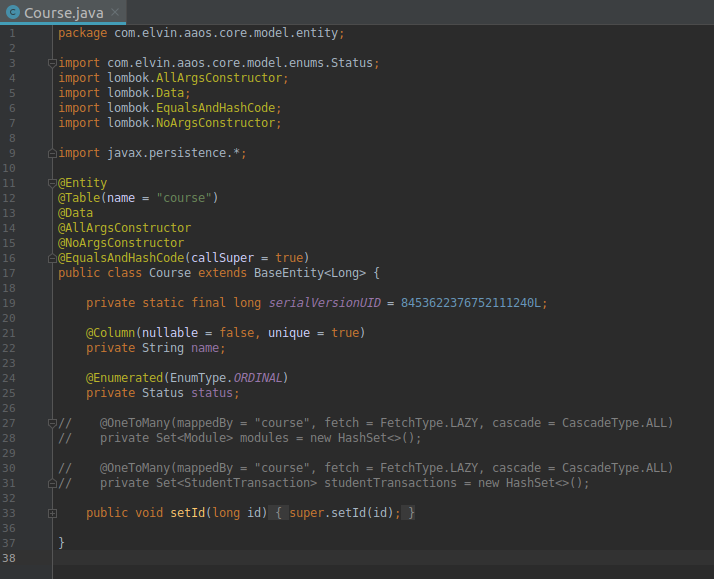 Course.java
1 package com.elvin.aaos.core.model.entity;
2
3 import com.elvin.aaos.core.model.enums.Status;
4 import lombok.AllArgsConstructor;
5 import lombok.Data;
6 import lombok.EqualsAndHashCode;
7 import lombok.NoArgsConstructor;
8
9 import javax.persistence.*;
10
11 @Entity
12 @Table(name = "course")
13 @Data
14 @AllArgsConstructor
15 @NoArgsConstructor
16 @EqualsAndHashCode(callSuper = true)
17 public class Course extends BaseEntity<Long> {
18
19     private static final long serialVersionUID = 8453622376752111240L;
20
21     @Column(nullable = false, unique = true)
22     private String name;
23
24     @Enumerated(EnumType.ORDINAL)
25     private Status status;
26
27 //    @OneToMany(mappedBy = "course", fetch = FetchType.LAZY, cascade = CascadeType.ALL)
28 //    private Set<Module> modules = new HashSet<>();
29
30 //    @OneToMany(mappedBy = "course", fetch = FetchType.LAZY, cascade = CascadeType.ALL)
31 //    private Set<StudentTransaction> studentTransactions = new HashSet<>();
32
33     public void setId(long id) { super.setId(id); }
36
37 }
38